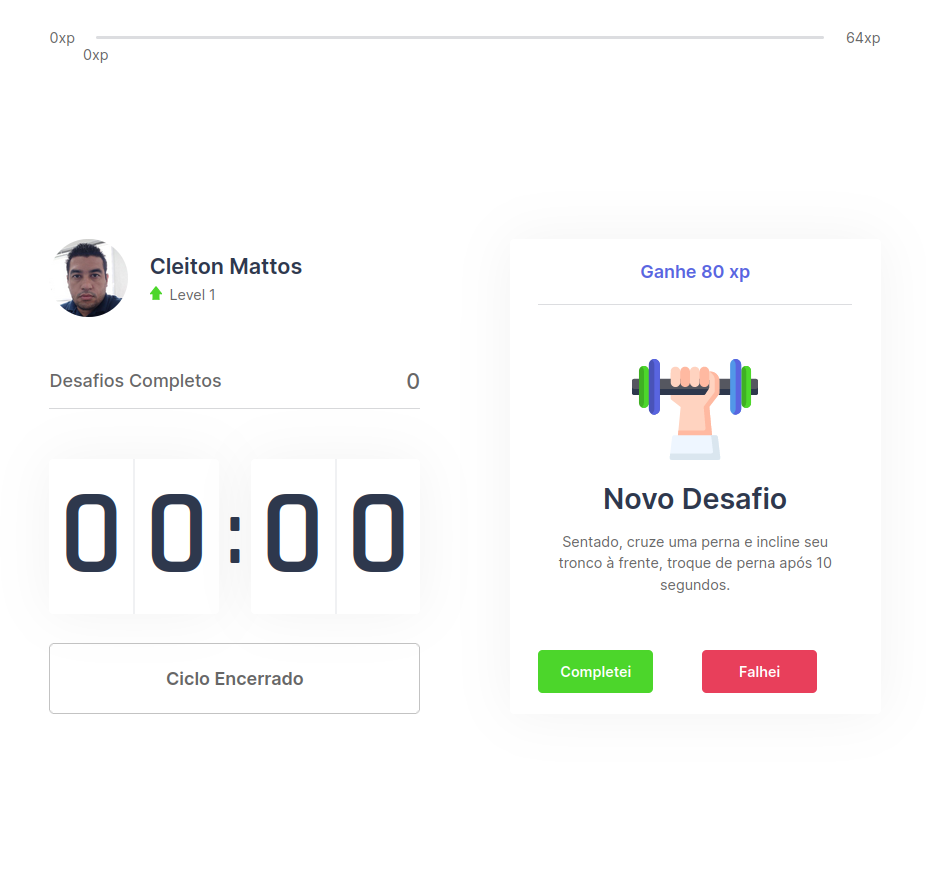 0xp
64xp
0xp
Cleiton Mattos
Level 1
Desafios Completos
0
00:00
Ciclo Encerrado
Ganhe 80 xp
Novo Desafio
Sentado, cruze uma perna e incline seu
tronco à frente, troque de perna após 10
segundos.
Completei
Falhei